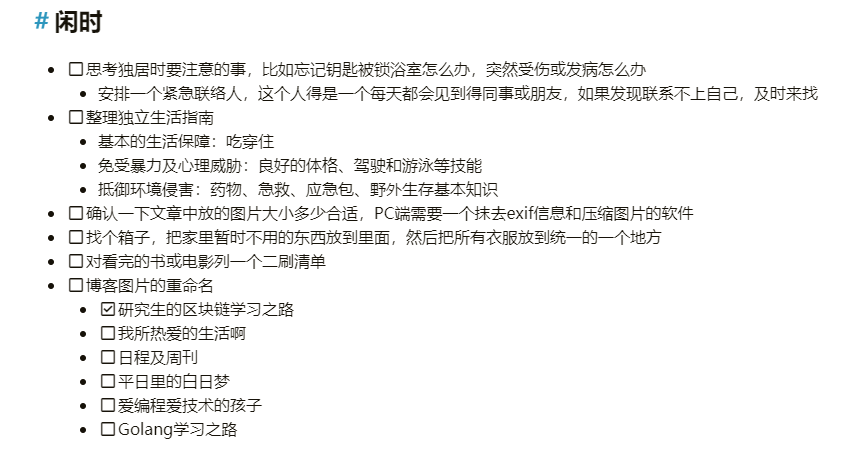 # 闲时
思考独居时要注意的事，比如忘记钥匙被锁浴室怎么办，突然受伤或发病怎么办
安排一个紧急联络人，这个人得是一个每天都会见到得同事或朋友，如果发现联系不上自己，及时来找
整理独立生活指南
基本的生活保障：吃穿住
免受暴力及心理威胁：良好的体格、驾驶和游泳等技能
抵御环境侵害：药物、急救、应急包、野外生存基本知识
确认一下文章中放的图片大小多少合适，PC端需要一个抹去exif信息和压缩图片的软件
找个箱子，把家里暂时不用的东西放到里面，然后把所有衣服放到统一的一个地方
对看完的书或电影列一个二刷清单
博客图片的重命名
研究生的区块链学习之路
我所热爱的生活啊
日程及周刊
平日里的白日梦
爱编程爱技术的孩子
Golang学习之路